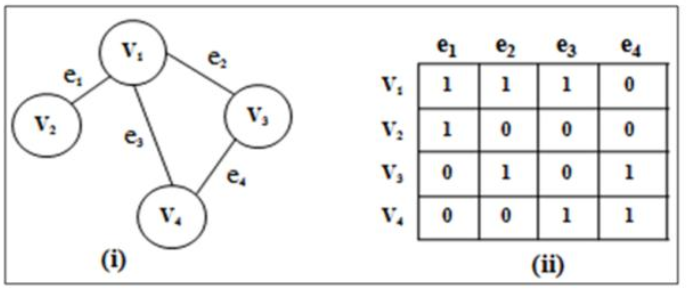 V₁
e₁
e₂
V₂
V₃
e₃
e₄
V₄
(i)
e₁ e₂ e₃ e₄
V₁ 1 1 1 0
V₂ 1 0 0 0
V₃ 0 1 0 1
V₄ 0 0 1 1
(ii)